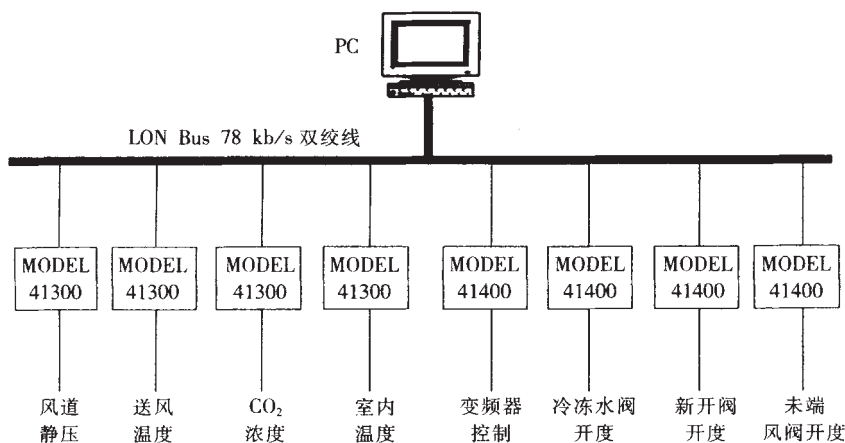 PC
LON Bus 78 kb/s 双绞线
MODEL
41300
MODEL
41300
MODEL
41300
MODEL
41300
MODEL
41400
MODEL
41400
MODEL
41400
MODEL
41400
风道
静压
送风
温度
CO₂
浓度
室内
温度
变频器
控制
冷冻水阀
开度
新开阀
开度
未端
风阀开度